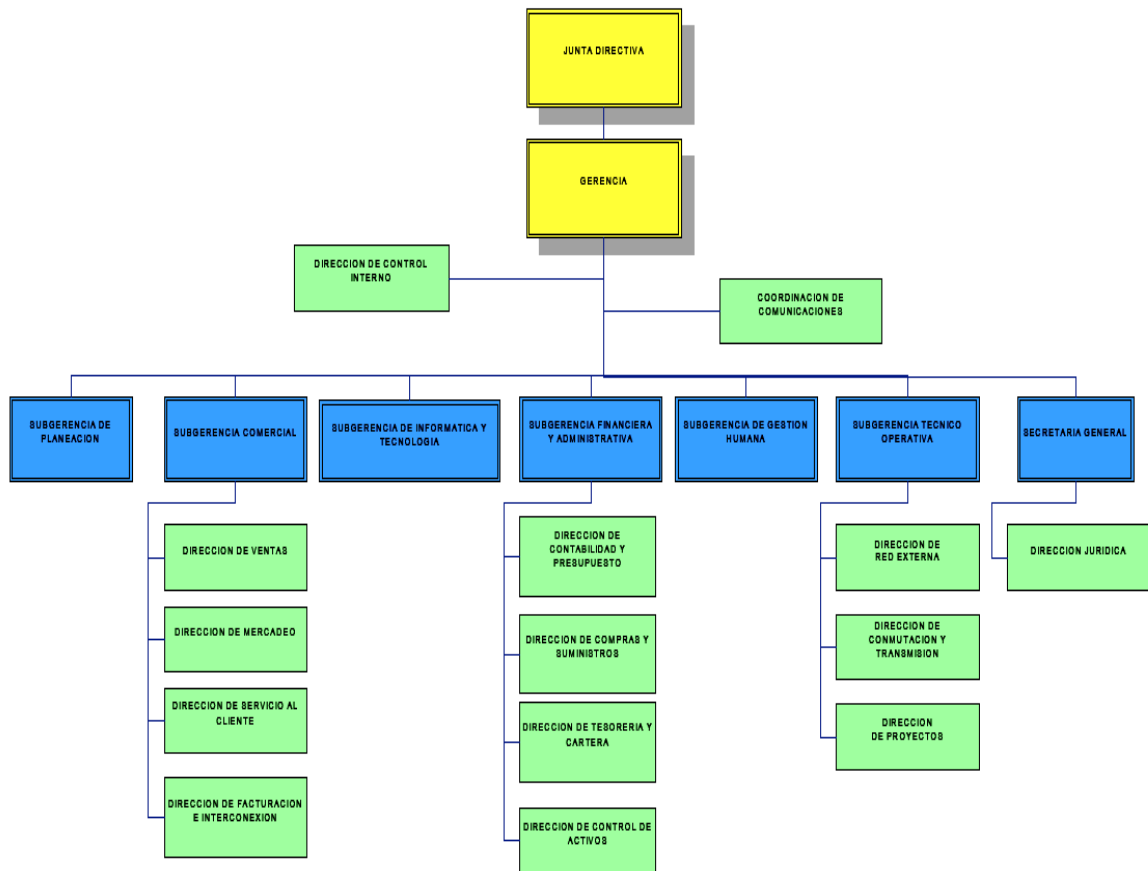 JUNTA DIRECTIVA
GERENCIA
DIRECCION DE CONTROL
INTERNO
COORDINACION DE
COMUNICACIONES
SUBGERENCIA DE
PLANEACION
SUBGERENCIA COMERCIAL
SUBGERENCIA DE INFORMATICA Y
TECNOLOGIA
SUBGERENCIA FINANCIERA
Y ADMINISTRATIVA
SUBGERENCIA DE GESTION
HUMANA
SUBGERENCIA TECNICO
OPERATIVA
SECRETARIA GENERAL
DIRECCION DE VENTAS
DIRECCION DE MERCADEO
DIRECCION DE SERVICIO AL
CLIENTE
DIRECCION DE FACTURACION
E INTERCONEXION
DIRECCION DE
CONTABILIDAD Y
PRESUPUESTO
DIRECCION DE COMPRAS Y
SUMINISTROS
DIRECCION DE TESORERIA Y
CARTERA
DIRECCION DE CONTROL DE
ACTIVOS
DIRECCION DE
RED EXTERNA
DIRECCION DE
CONMUTACION Y
TRANSMISION
DIRECCION
DE PROYECTOS
DIRECCION JURIDICA